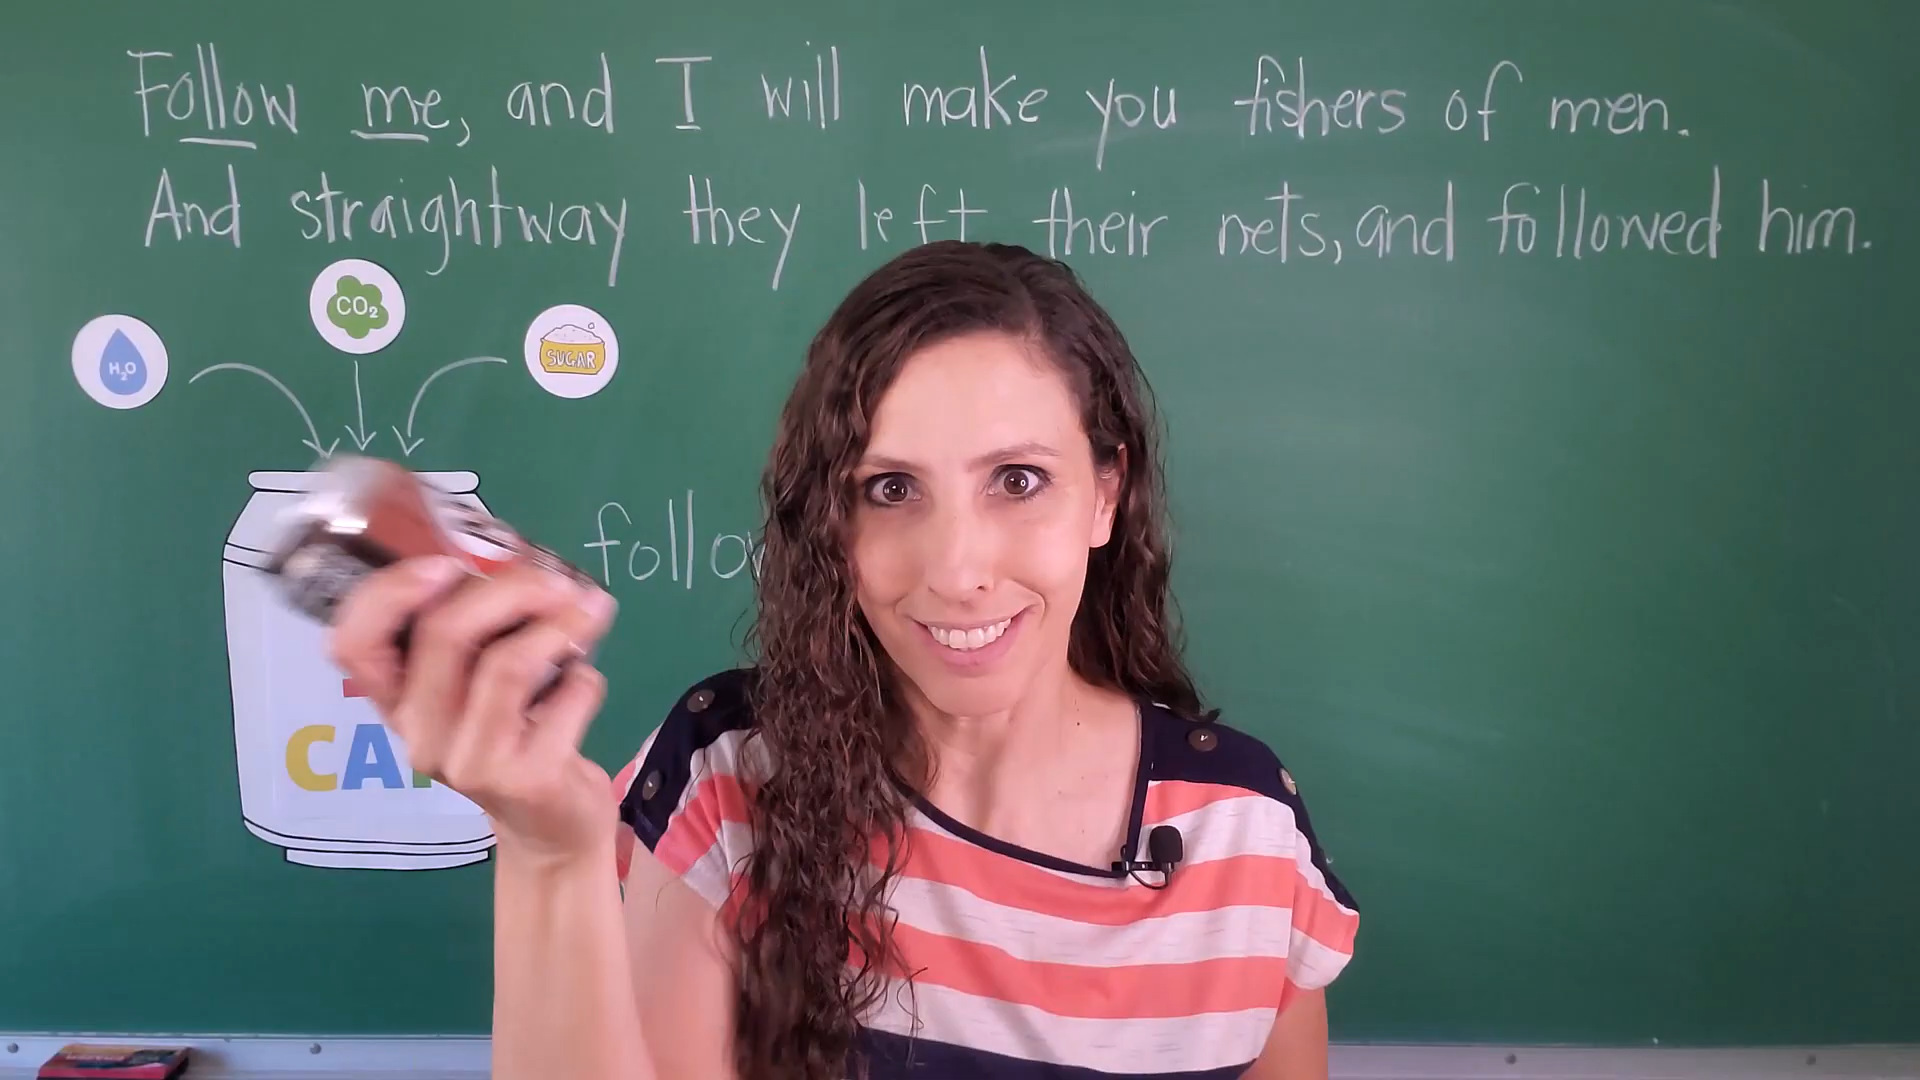 Follow me, and I will make you fishers of men.
And straightway they left their nets, and followed him.
CO₂
H₂O
SUGAR
CA